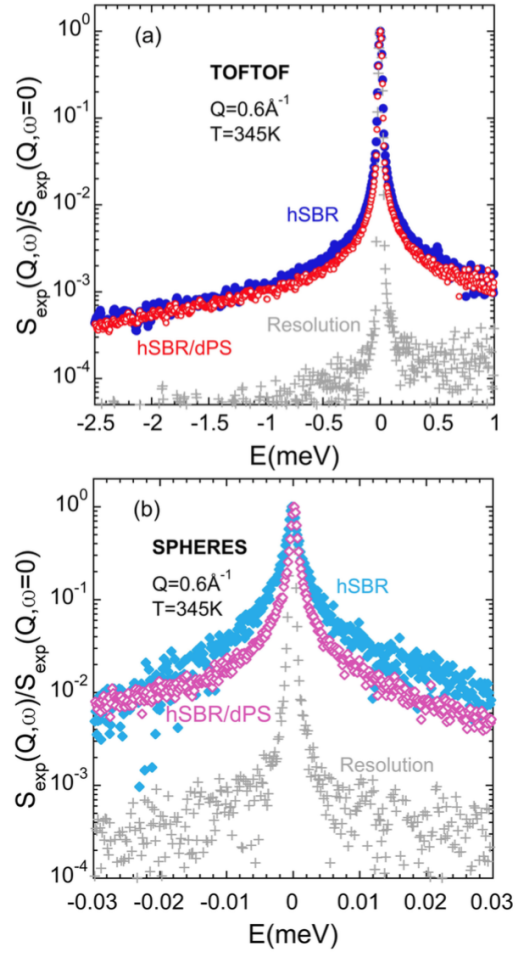 (a)
TOFTOF
Q=0.6Å⁻¹
T=345K
hSBR
Resolution
hSBR/dPS
10⁰
10⁻¹
10⁻²
10⁻³
10⁻⁴
S_exp(Q,ω)/S_exp(Q,ω=0)
-2.5 -2 -1.5 -1 -0.5 0 0.5 1
E(meV)
(b)
SPHERES
Q=0.6Å⁻¹
T=345K
hSBR
hSBR/dPS
Resolution
10⁰
10⁻¹
10⁻²
10⁻³
10⁻⁴
S_exp(Q,ω)/S_exp(Q,ω=0)
-0.03 -0.02 -0.01 0 0.01 0.02 0.03
E(meV)